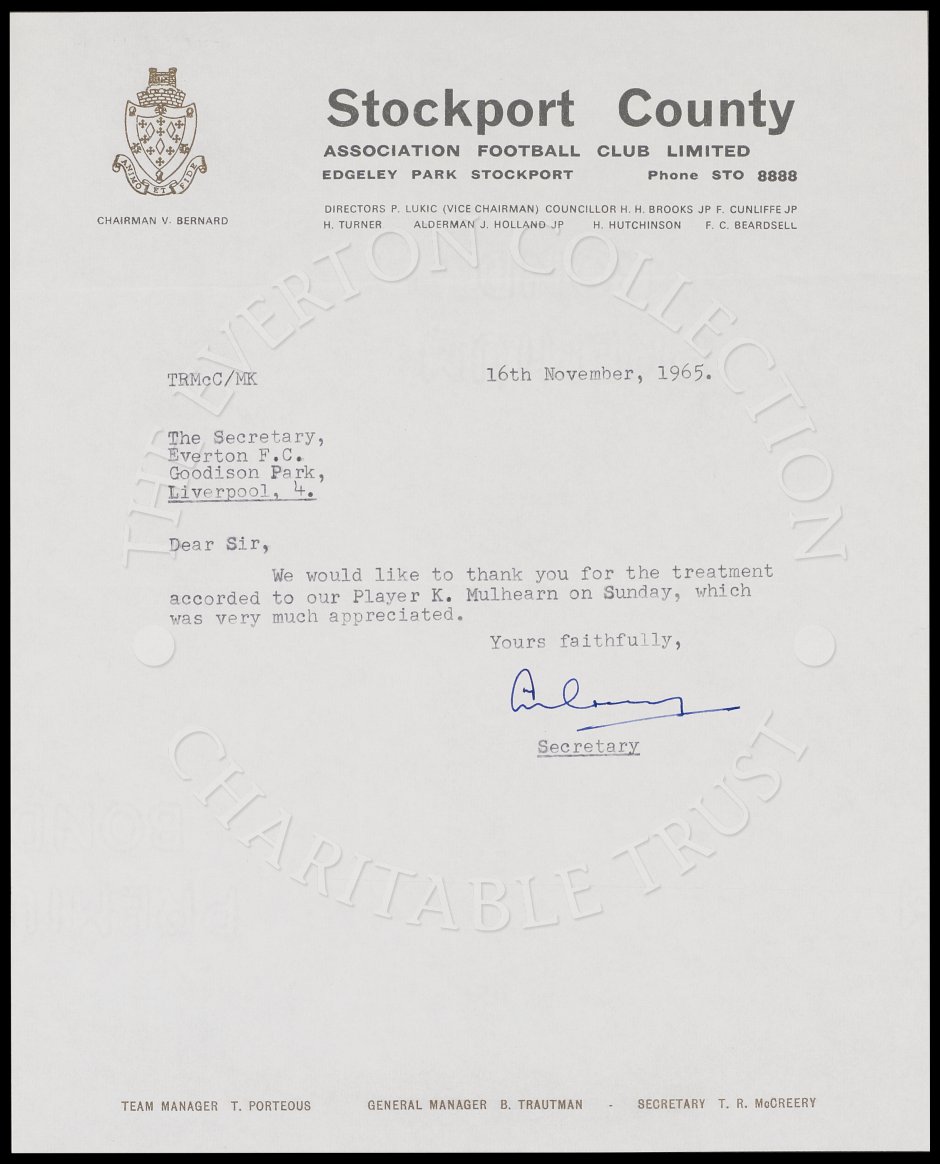 Stockport County
ASSOCIATION FOOTBALL CLUB LIMITED
EDGELEY PARK STOCKPORT Phone STO 8888
ANIMO ET FIDE
CHAIRMAN V. BERNARD
DIRECTORS P. LUKIC (VICE CHAIRMAN) COUNCILLOR H. H. BROOKS JP F. CUNLIFFE JP
H. TURNER ALDERMAN J. HOLLAND JP H. HUTCHINSON F. C. BEARDSELL
THE EVERTON COLLECTION
TRMcC/MK 16th November, 1965.
The Secretary,
Everton F.C.
Goodison Park,
Liverpool, 4.
Dear Sir,
We would like to thank you for the treatment
accorded to our Player K. Mulhearn on Sunday, which
was very much appreciated.
Yours faithfully,
Secretary
CHARITABLE TRUST
TEAM MANAGER T. PORTEOUS GENERAL MANAGER B. TRAUTMAN - SECRETARY T. R. McCREERY